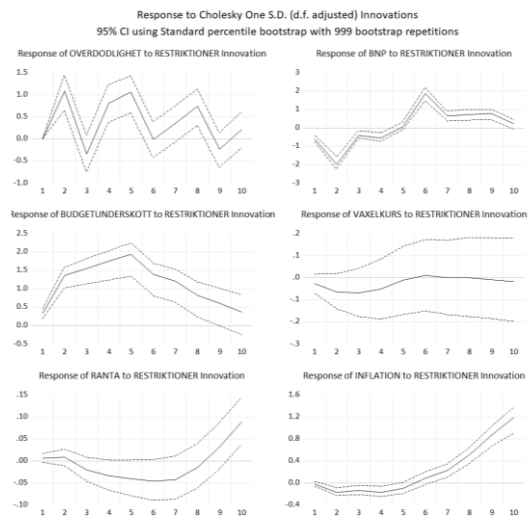 Response to Cholesky One S.D. (d.f. adjusted) Innovations
95% CI using Standard percentile bootstrap with 999 bootstrap repetitions
Response of OVERDODLIGHET to RESTRIKTIONER Innovation
1.5
1.0
0.5
0.0
-0.5
-1.0
1 2 3 4 5 6 7 8 9 10
Response of BNP to RESTRIKTIONER Innovation
3
2
1
0
-1
-2
-3
1 2 3 4 5 6 7 8 9 10
Response of BUDGETUNDERSKOTT to RESTRIKTIONER Innovation
2.5
2.0
1.5
1.0
0.5
0.0
-0.5
1 2 3 4 5 6 7 8 9 10
Response of VAXELKURS to RESTRIKTIONER Innovation
.2
.1
.0
-.1
-.2
-.3
1 2 3 4 5 6 7 8 9 10
Response of RANTA to RESTRIKTIONER Innovation
.15
.10
.05
.00
-.05
-.10
1 2 3 4 5 6 7 8 9 10
Response of INFLATION to RESTRIKTIONER Innovation
1.6
1.2
0.8
0.4
0.0
-0.4
1 2 3 4 5 6 7 8 9 10